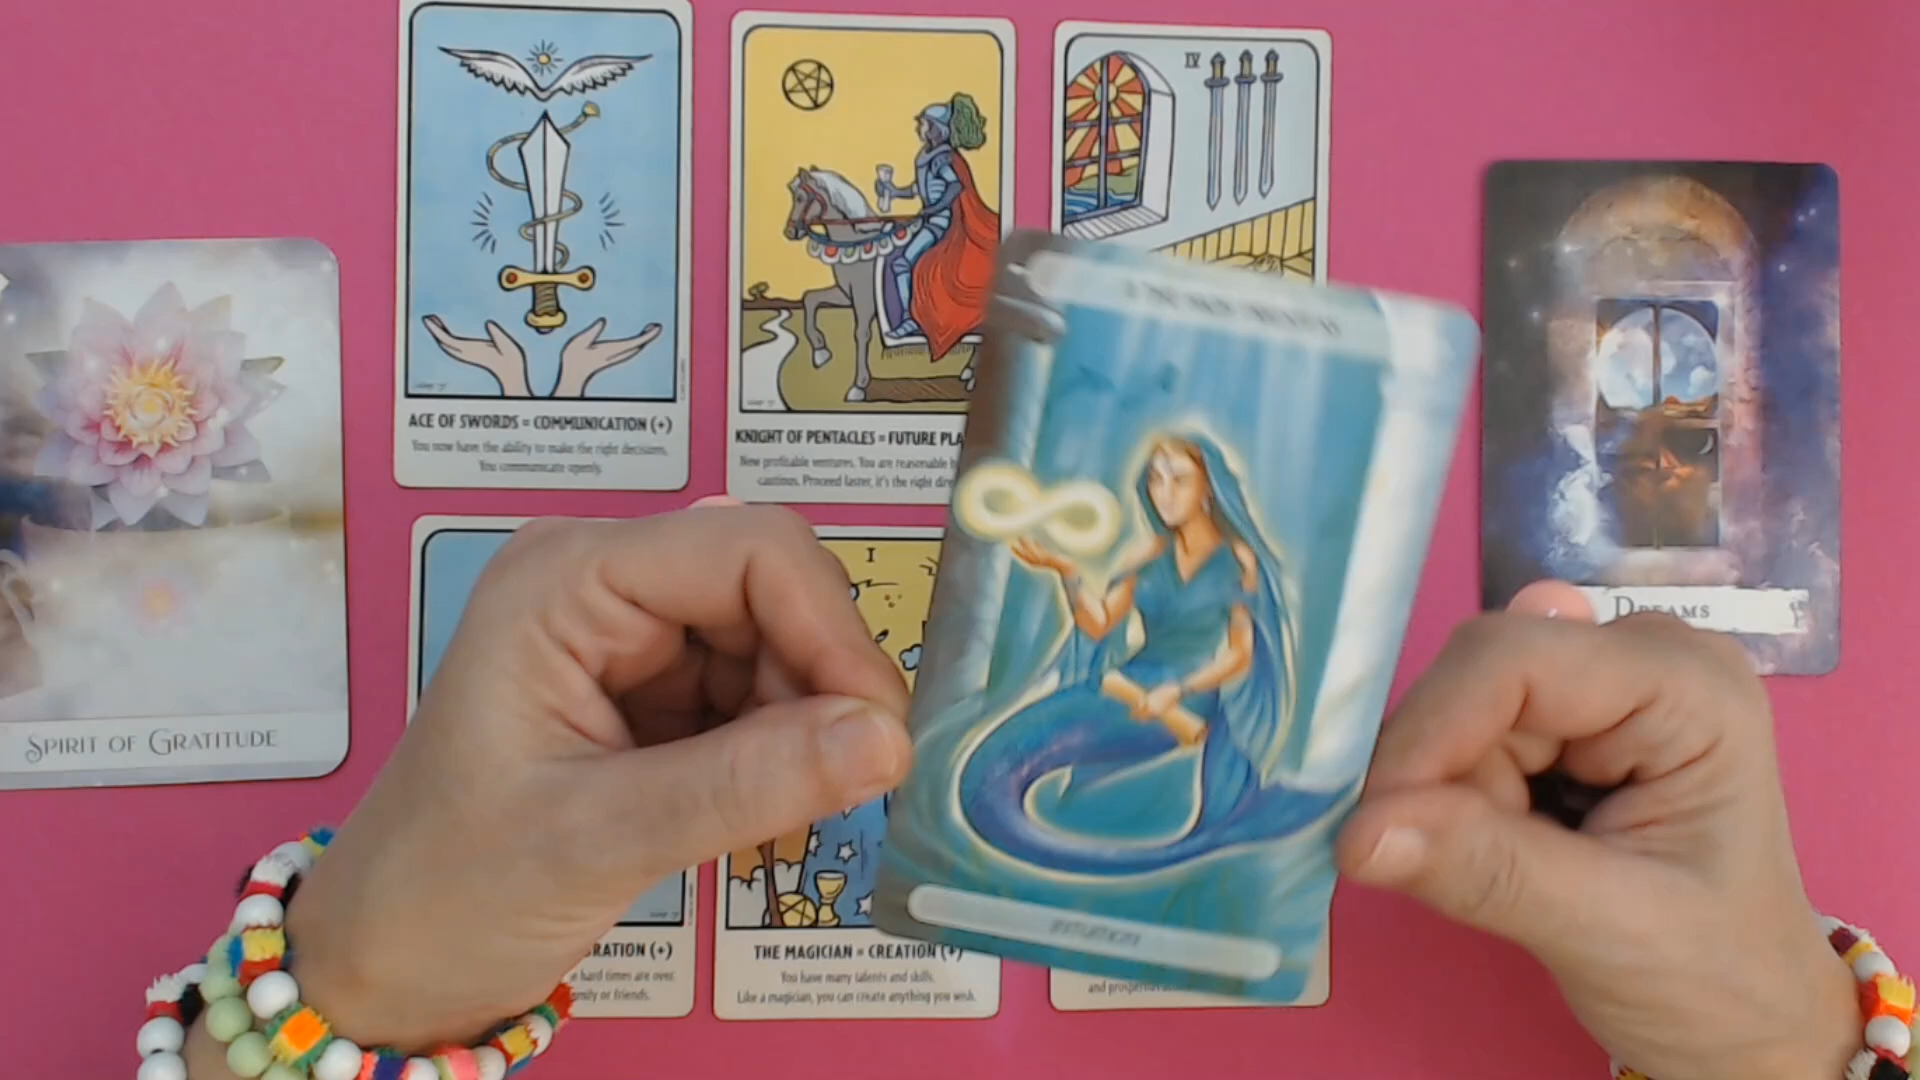 IV
ACE OF SWORDS = COMMUNICATION (+)
You now have the ability to make the right decisions.
You communicate openly.
KNIGHT OF PENTACLES = FUTURE PLA
New profitable ventures. You are reasonable
cautious. Proceed faster, it's the right
SPIRIT OF GRATITUDE
DREAMS
I
INTUITION
RATION (+)
hard times are over.
family or friends.
THE MAGICIAN = CREATION (+)
You have many talents and skills.
Like a magician, you can create anything you wish.
and